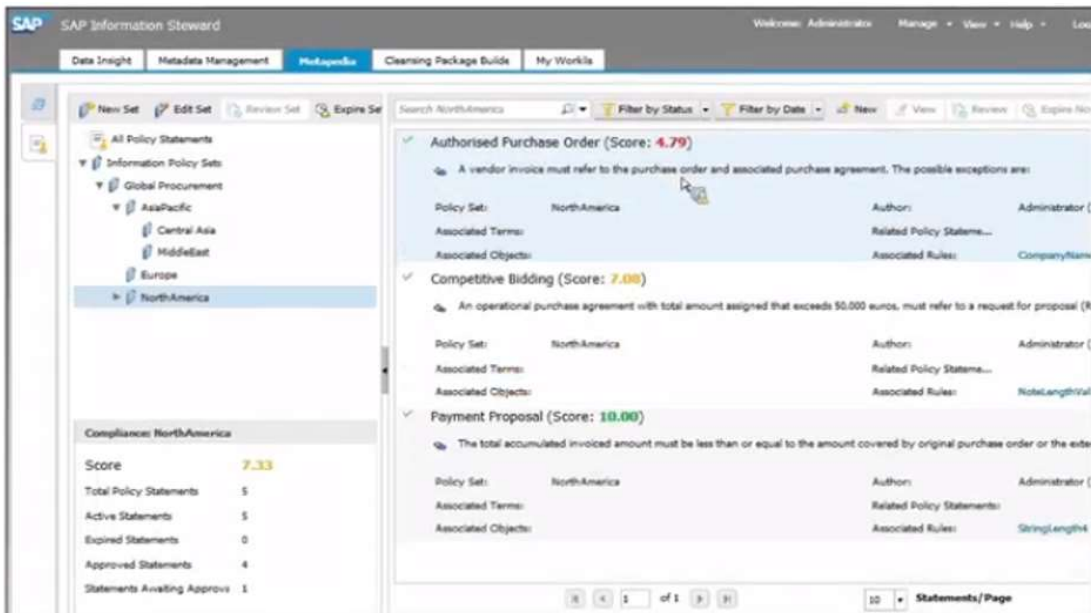 SAP SAP Information Steward Welcome: Administrator Manage View Help
Data Insight Metadata Management Metapedia Cleansing Package Builde My Worklis
New Set Edit Set Review Set Expire Se Search NorthAmerica Filter by Status Filter by Date New View Review Expire
All Policy Statements
Information Policy Sets
Global Procurement
AsiaPacific
Central Asia
MiddleEast
Europe
NorthAmerica
Compliance: NorthAmerica
Score 7.33
Total Policy Statements 5
Active Statements 5
Expired Statements 0
Approved Statements 4
Statements Awaiting Approva 1
Authorised Purchase Order (Score: 4.79)
A vendor invoice must refer to the purchase order and associated purchase agreement. The possible exceptions are:
Policy Set: NorthAmerica Author: Administrator (
Associated Terms: Related Policy Stateme...
Associated Objects: Associated Rules: CompanyName
Competitive Bidding (Score: 7.08)
An operational purchase agreement with total amount assigned that exceeds 50,000 euros, must refer to a request for proposal (R
Policy Set: NorthAmerica Author: Administrator (
Associated Terms: Related Policy Stateme...
Associated Objects: Associated Rules: NoteLengthVal
Payment Proposal (Score: 10.00)
The total accumulated invoiced amount must be less than or equal to the amount covered by original purchase order or the exte
Policy Set: NorthAmerica Author: Administrator (
Associated Terms: Related Policy Statements:
Associated Objects: Associated Rules: StringLength4
1 of 1 10 Statements/Page